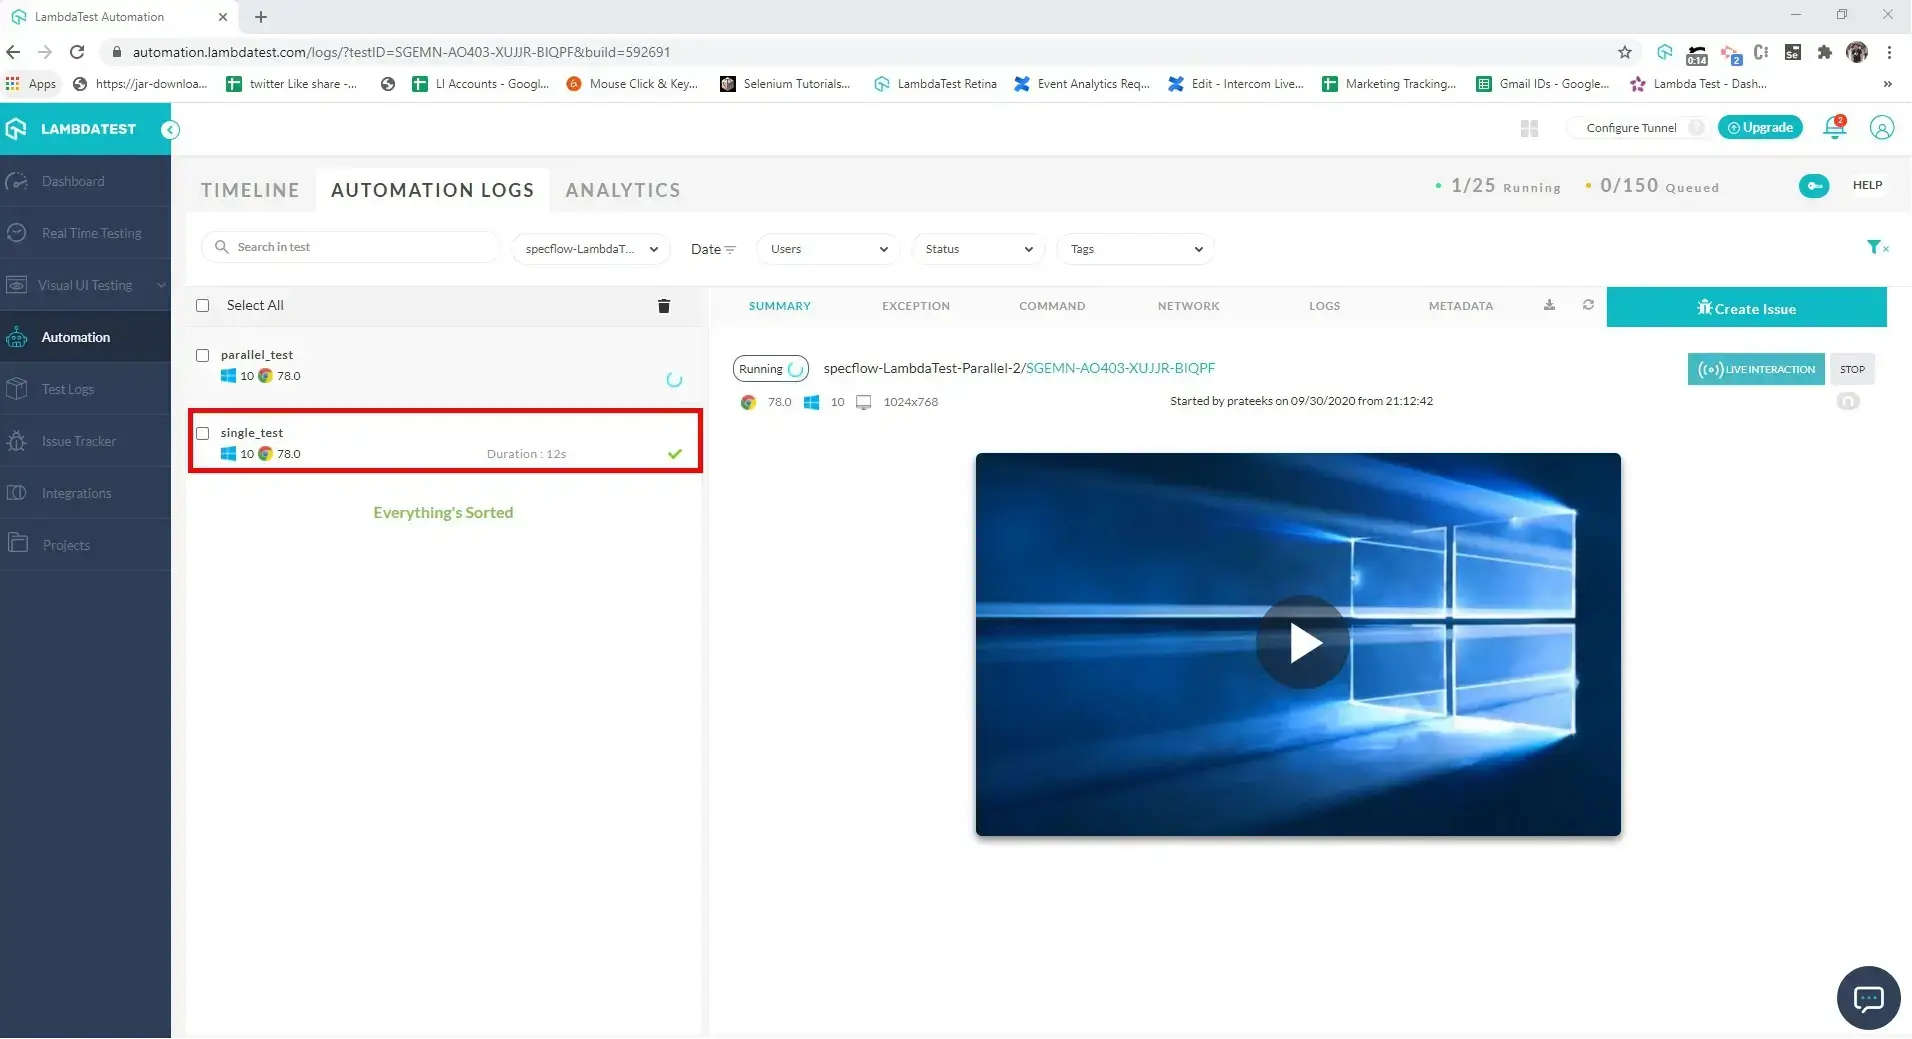 LambdaTest Automation
automation.lambdatest.com/logs/?testID=SGEMN-AO403-XUJJR-BIQPF&build=592691
0:14 2 Se
Apps https://jar-downloa... twitter Like share -... LI Accounts - Googl... Mouse Click & Key... Selenium Tutorials... LambdaTest Retina Event Analytics Req... Edit - Intercom Live... Marketing Tracking... Gmail IDs - Google... Lambda Test - Dash... »
LAMBDATEST
Configure Tunnel ? Upgrade 2
Dashboard
Real Time Testing
Visual UI Testing
Automation
Test Logs
Issue Tracker
Integrations
Projects
TIMELINE AUTOMATION LOGS ANALYTICS
1/25 Running 0/150 Queued HELP
Search in test specflow-LambdaT... Date Users Status Tags
Select All
parallel_test
10 78.0
single_test
10 78.0 Duration : 12s
Everything's Sorted
SUMMARY EXCEPTION COMMAND NETWORK LOGS METADATA Create Issue
Running specflow-LambdaTest-Parallel-2/SGEMN-AO403-XUJJR-BIQPF LIVE INTERACTION STOP
78.0 10 1024x768 Started by prateeks on 09/30/2020 from 21:12:42